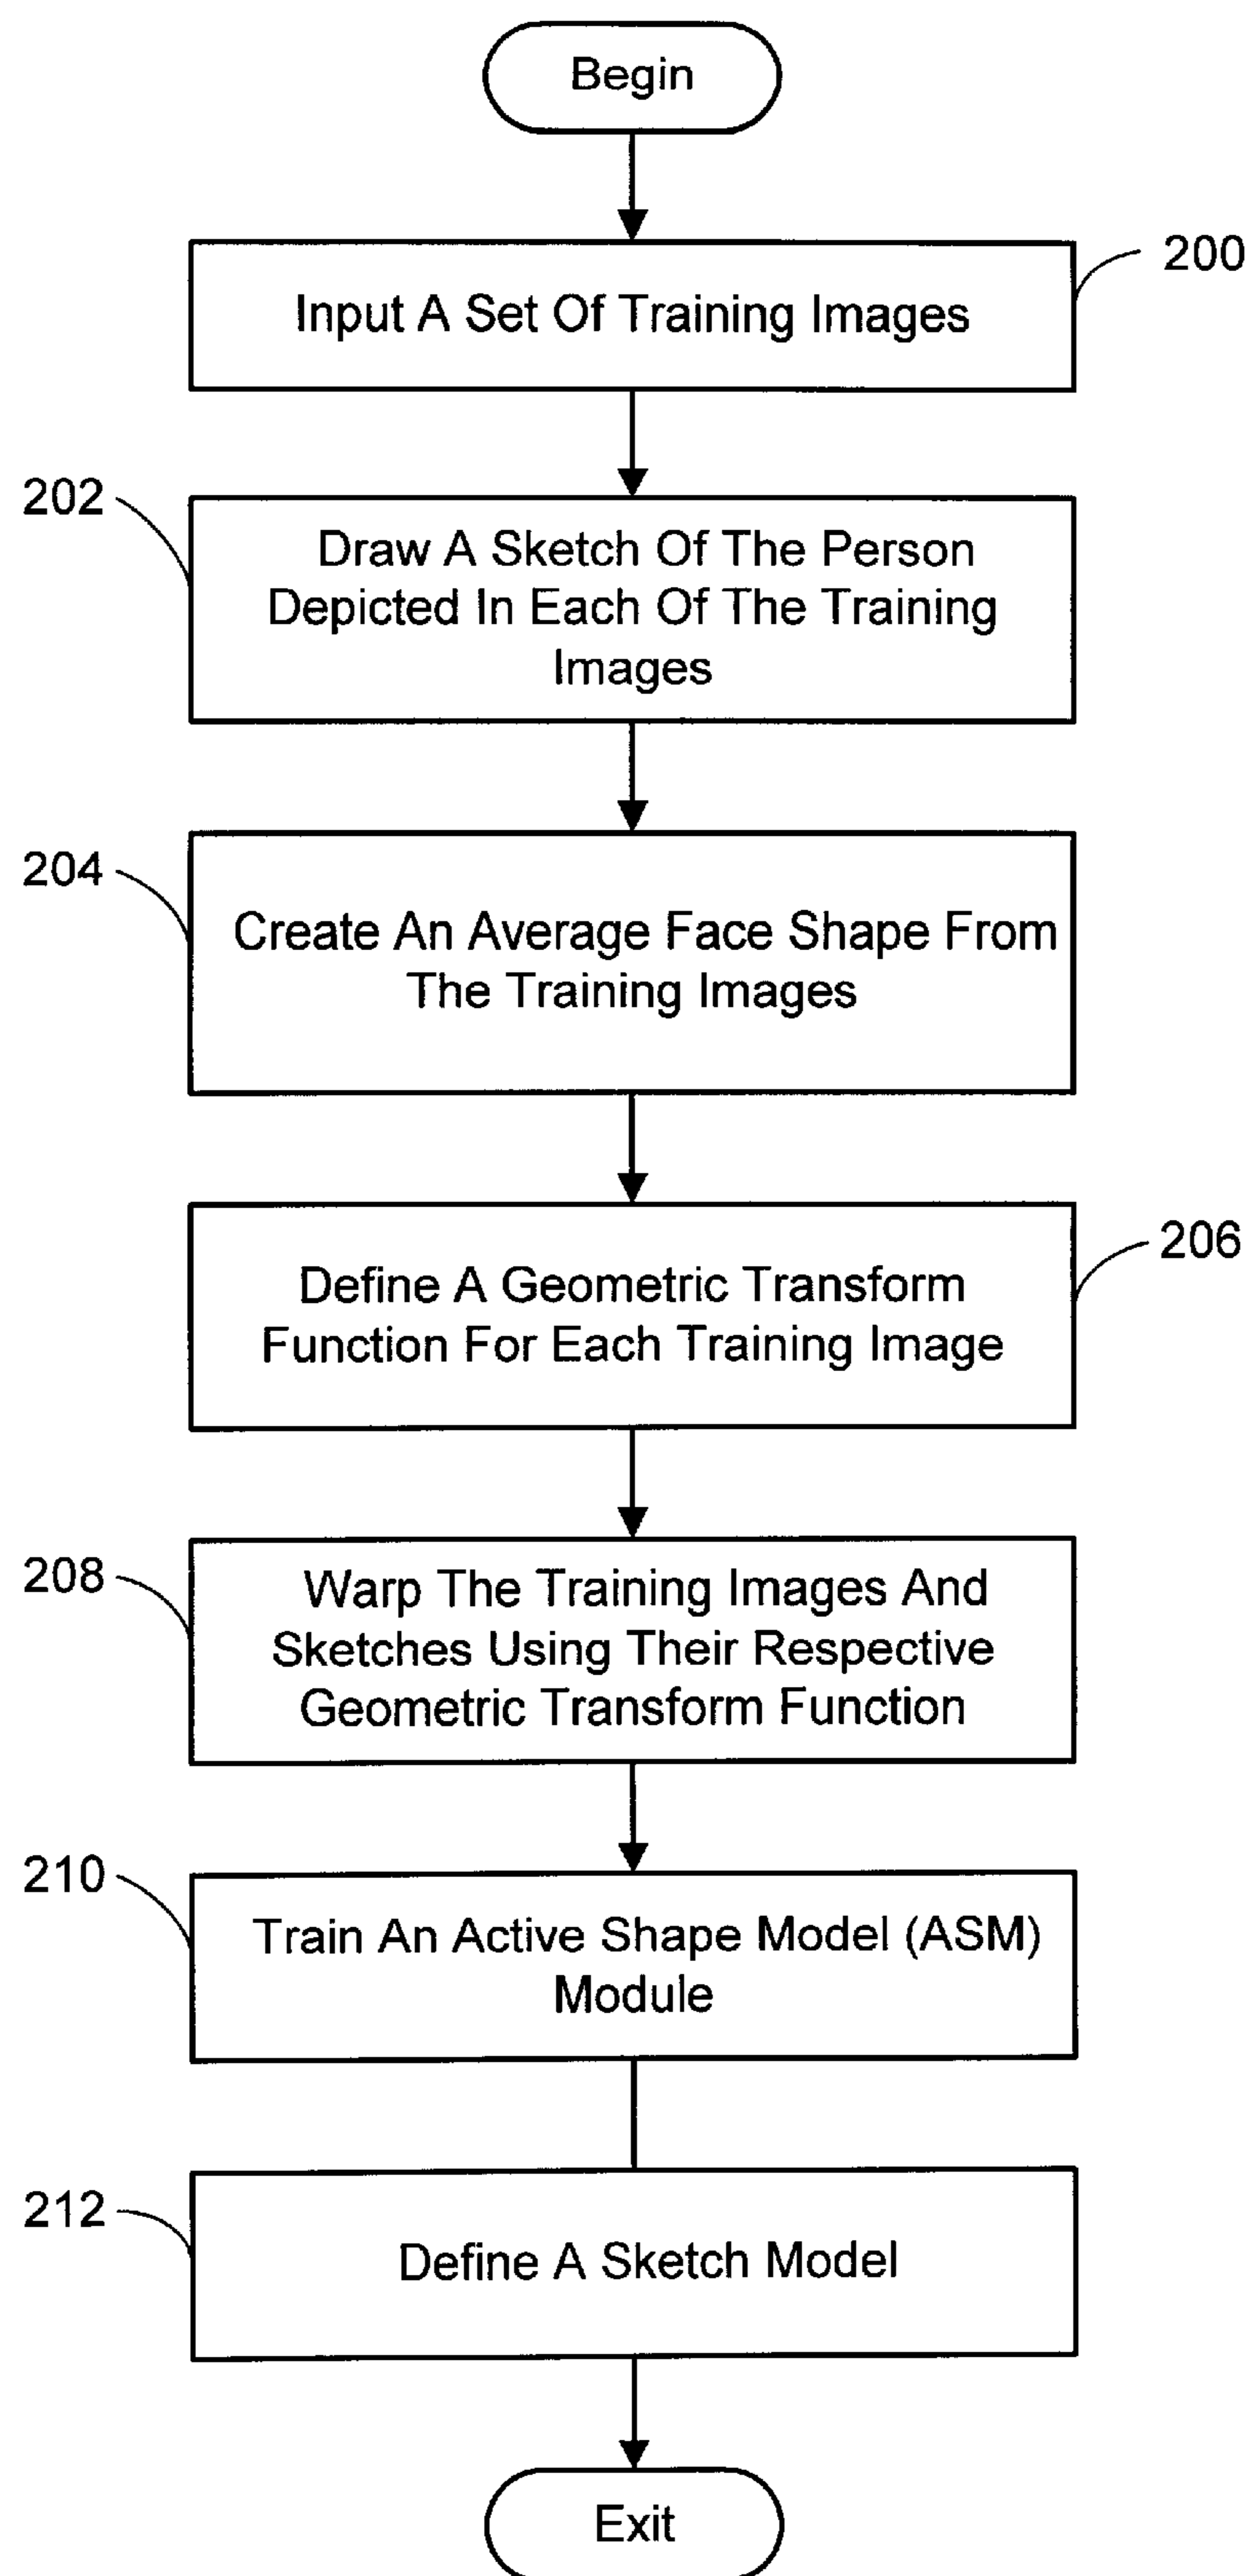 Begin
200
Input A Set Of Training Images
202
Draw A Sketch Of The Person
Depicted In Each Of The Training
Images
204
Create An Average Face Shape From
The Training Images
206
Define A Geometric Transform
Function For Each Training Image
208
Warp The Training Images And
Sketches Using Their Respective
Geometric Transform Function
210
Train An Active Shape Model (ASM)
Module
212
Define A Sketch Model
Exit